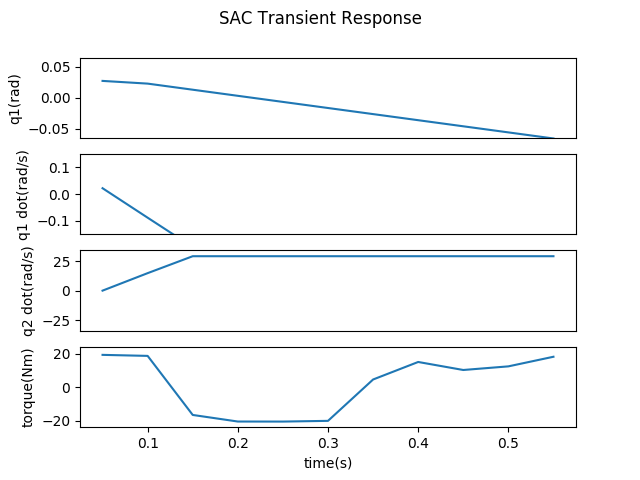 SAC Transient Response
q1(rad)
0.05
0.00
−0.05
q1 dot(rad/s)
0.1
0.0
−0.1
q2 dot(rad/s)
25
0
−25
torque(Nm)
20
0
−20
0.1 0.2 0.3 0.4 0.5
time(s)